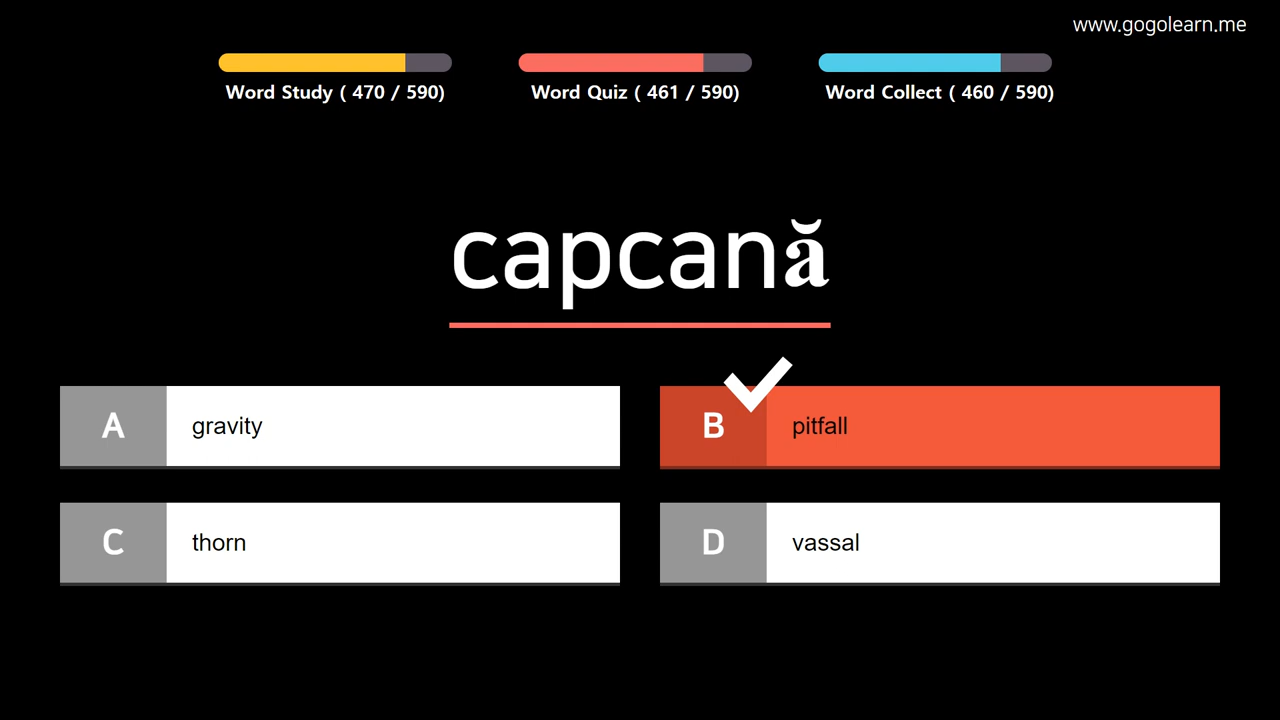 www.gogolearn.me
Word Study ( 470 / 590)
Word Quiz ( 461 / 590)
Word Collect ( 460 / 590)
capcană
A gravity
B pitfall
C thorn
D vassal